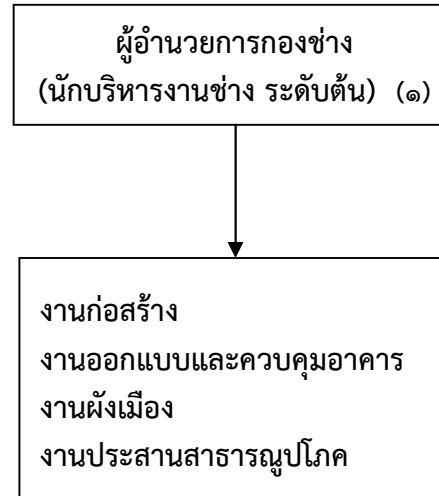 ผู้อำนวยการกองช่าง
(นักบริหารงานช่าง ระดับต้น) (๑)
งานก่อสร้าง
งานออกแบบและควบคุมอาคาร
งานผังเมือง
งานประสานสาธารณูปโภค